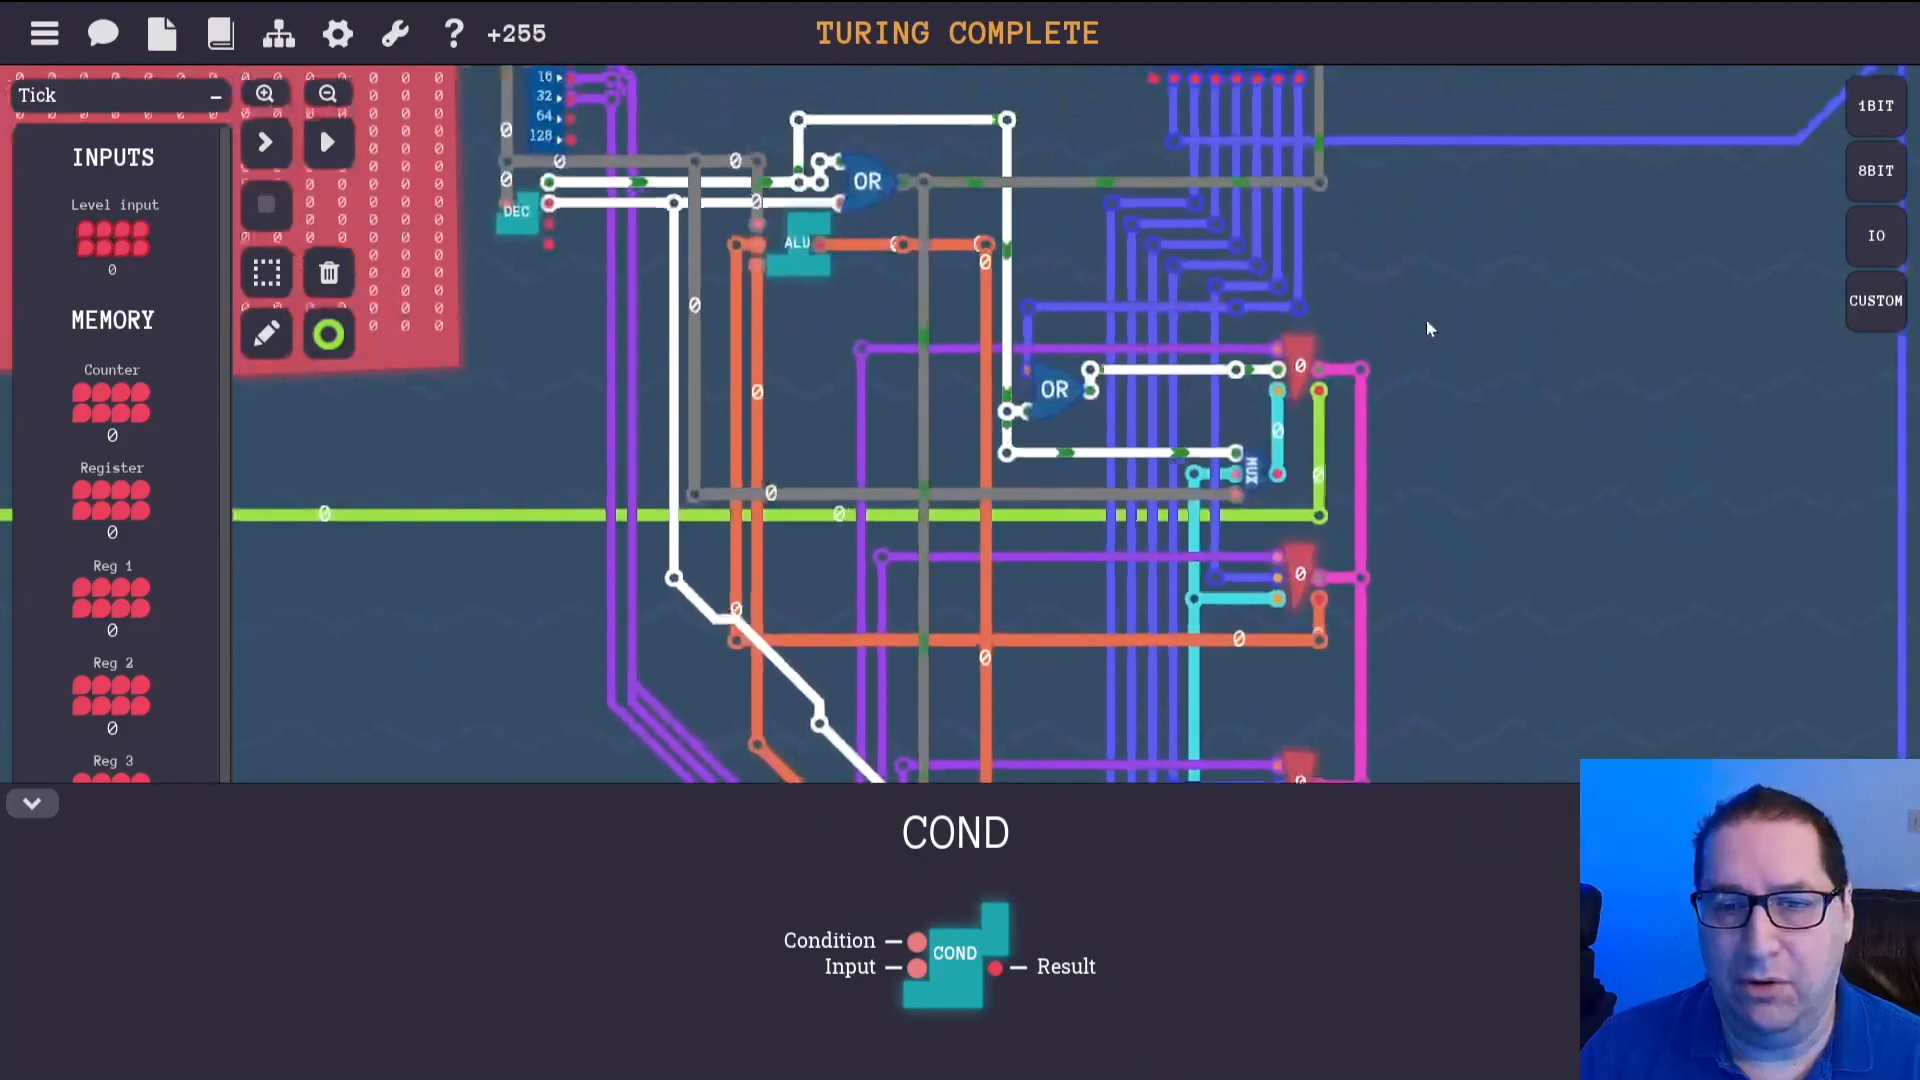 +255
TURING COMPLETE
Tick
INPUTS
Level input
0
MEMORY
Counter
0
Register
0
Reg 1
0
Reg 2
0
Reg 3
16
32
64
128
DEC
OR
ALU
OR
MUX
0
0
1BIT
8BIT
IO
CUSTOM
COND
Condition
Input
COND
Result